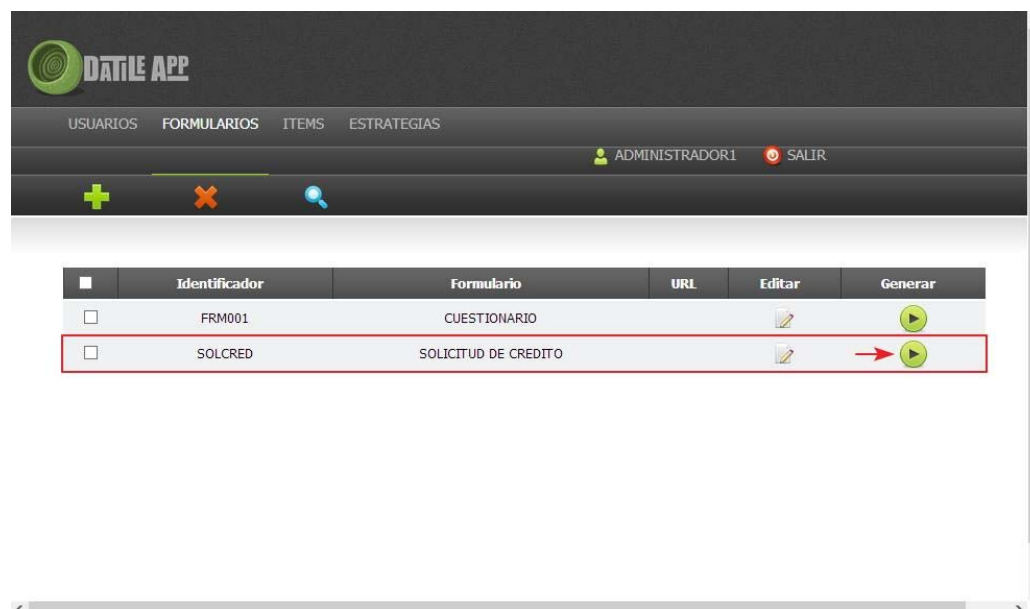 DATiLE APP
USUARIOS FORMULARIOS ITEMS ESTRATEGIAS
ADMINISTRADOR1 SALIR
Identificador Formulario URL Editar Generar
FRM001 CUESTIONARIO
SOLCRED SOLICITUD DE CREDITO